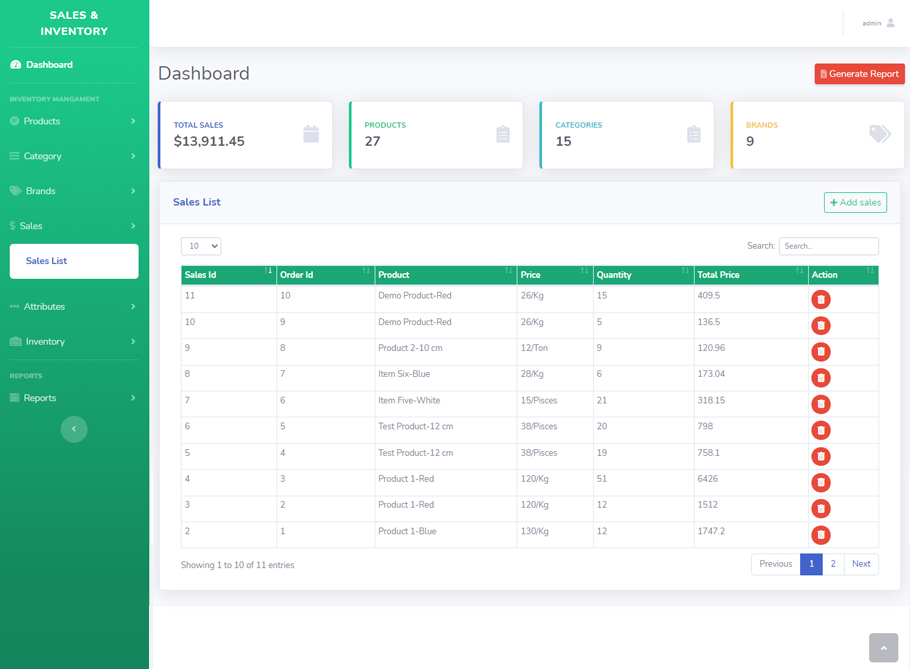 SALES &
INVENTORY
admin
Dashboard
INVENTORY MANGAMENT
Products
Category
Brands
$ Sales
Sales List
Attributes
Inventory
REPORTS
Reports
Dashboard
Generate Report
TOTAL SALES
$13,911.45
PRODUCTS
27
CATEGORIES
15
BRANDS
9
Sales List
+ Add sales
10
Search: Search...
Sales Id Order Id Product Price Quantity Total Price Action
11 10 Demo Product-Red 26/Kg 15 409.5
10 9 Demo Product-Red 26/Kg 5 136.5
9 8 Product 2-10 cm 12/Ton 9 120.96
8 7 Item Six-Blue 28/Kg 6 173.04
7 6 Item Five-White 15/Pisces 21 318.15
6 5 Test Product-12 cm 38/Pisces 20 798
5 4 Test Product-12 cm 38/Pisces 19 758.1
4 3 Product 1-Red 120/Kg 51 6426
3 2 Product 1-Red 120/Kg 12 1512
2 1 Product 1-Blue 130/Kg 12 1747.2
Showing 1 to 10 of 11 entries
Previous 1 2 Next